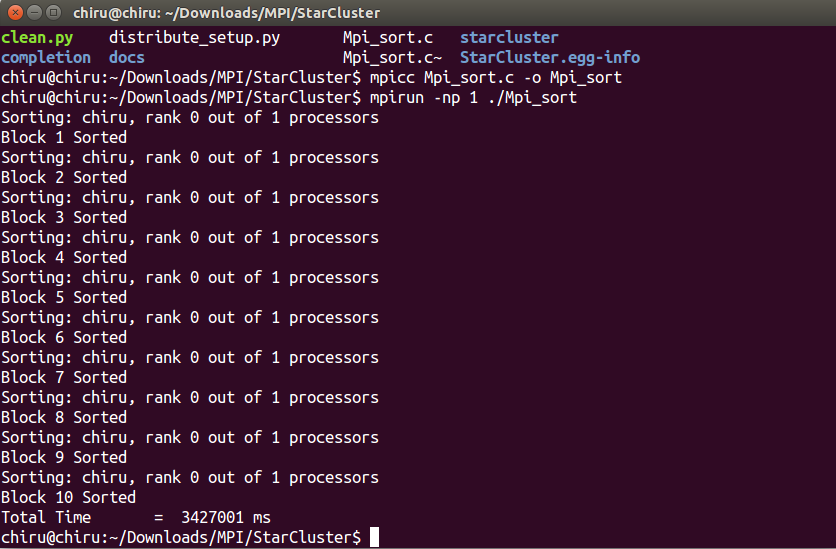 chiru@chiru: ~/Downloads/MPI/StarCluster
clean.py    distribute_setup.py       Mpi_sort.c   starcluster
completion  docs                      Mpi_sort.c~  StarCluster.egg-info
chiru@chiru:~/Downloads/MPI/StarCluster$ mpicc Mpi_sort.c -o Mpi_sort
chiru@chiru:~/Downloads/MPI/StarCluster$ mpirun -np 1 ./Mpi_sort
Sorting: chiru, rank 0 out of 1 processors
Block 1 Sorted
Sorting: chiru, rank 0 out of 1 processors
Block 2 Sorted
Sorting: chiru, rank 0 out of 1 processors
Block 3 Sorted
Sorting: chiru, rank 0 out of 1 processors
Block 4 Sorted
Sorting: chiru, rank 0 out of 1 processors
Block 5 Sorted
Sorting: chiru, rank 0 out of 1 processors
Block 6 Sorted
Sorting: chiru, rank 0 out of 1 processors
Block 7 Sorted
Sorting: chiru, rank 0 out of 1 processors
Block 8 Sorted
Sorting: chiru, rank 0 out of 1 processors
Block 9 Sorted
Sorting: chiru, rank 0 out of 1 processors
Block 10 Sorted
Total Time       =  3427001 ms
chiru@chiru:~/Downloads/MPI/StarCluster$